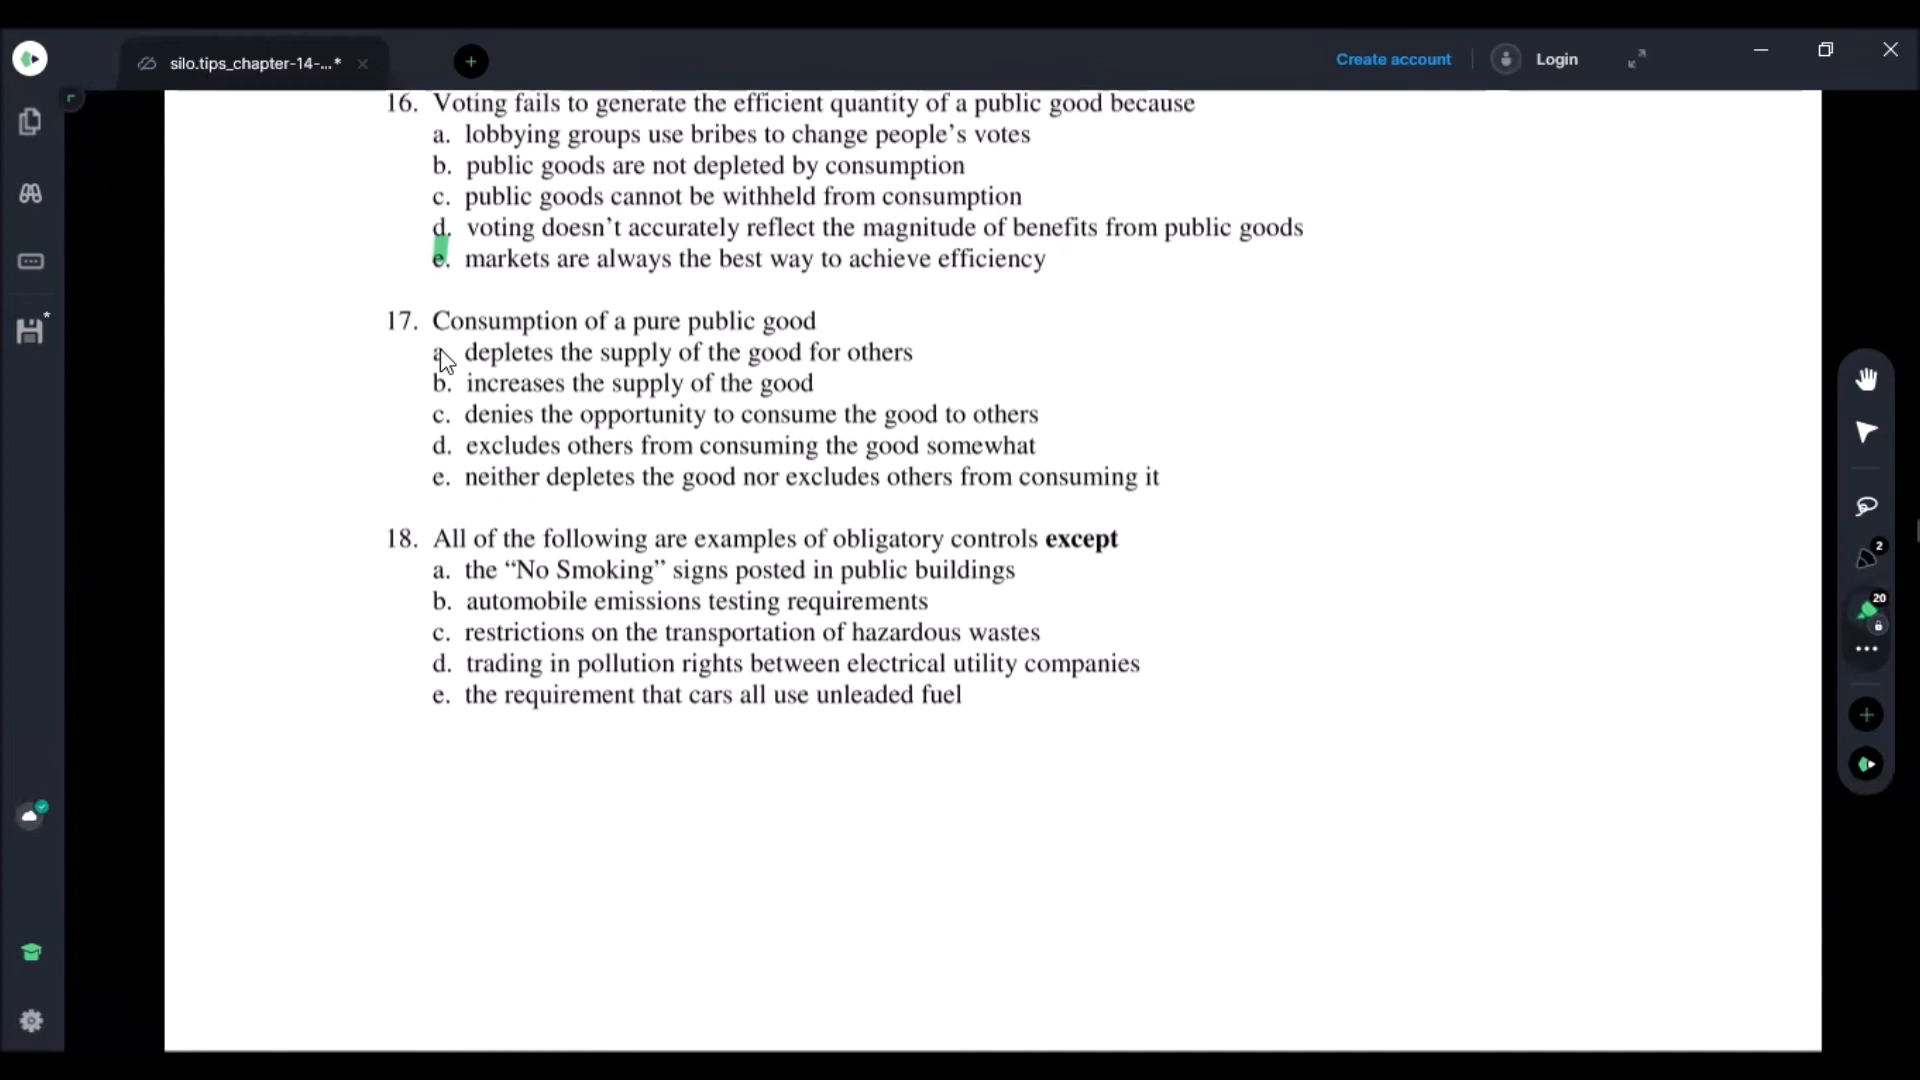 silo.tips_chapter-14-...*
Create account
Login
16. Voting fails to generate the efficient quantity of a public good because
a. lobbying groups use bribes to change people's votes
b. public goods are not depleted by consumption
c. public goods cannot be withheld from consumption
d. voting doesn't accurately reflect the magnitude of benefits from public goods
e. markets are always the best way to achieve efficiency
17. Consumption of a pure public good
a. depletes the supply of the good for others
b. increases the supply of the good
c. denies the opportunity to consume the good to others
d. excludes others from consuming the good somewhat
e. neither depletes the good nor excludes others from consuming it
18. All of the following are examples of obligatory controls except
a. the “No Smoking” signs posted in public buildings
b. automobile emissions testing requirements
c. restrictions on the transportation of hazardous wastes
d. trading in pollution rights between electrical utility companies
e. the requirement that cars all use unleaded fuel
2
20